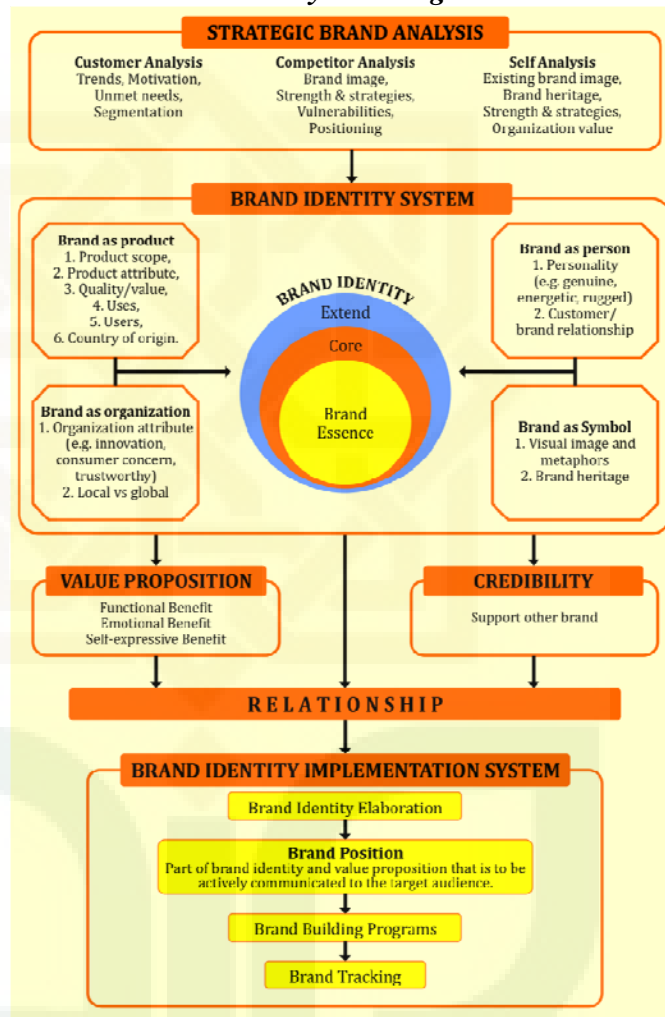 STRATEGIC BRAND ANALYSIS
Customer Analysis
Trends, Motivation,
Unmet needs,
Segmentation
Competitor Analysis
Brand image,
Strength & strategies,
Vulnerabilities,
Positioning
Self Analysis
Existing brand image,
Brand heritage,
Strength & strategies,
Organization value
BRAND IDENTITY SYSTEM
Brand as product
1. Product scope,
2. Product attribute,
3. Quality/value,
4. Uses,
5. Users,
6. Country of origin.
Brand as organization
1. Organization attribute
(e.g. innovation,
consumer concern,
trustworthy)
2. Local vs global
BRAND IDENTITY
Extend
Core
Brand
Essence
Brand as person
1. Personality
(e.g. genuine,
energetic, rugged)
2. Customer/
brand relationship
Brand as Symbol
1. Visual image and
metaphors
2. Brand heritage
VALUE PROPOSITION
Functional Benefit
Emotional Benefit
Self-expressive Benefit
CREDIBILITY
Support other brand
RELATIONSHIP
BRAND IDENTITY IMPLEMENTATION SYSTEM
Brand Identity Elaboration
Brand Position
Part of brand identity and value proposition that is to be
actively communicated to the target audience.
Brand Building Programs
Brand Tracking